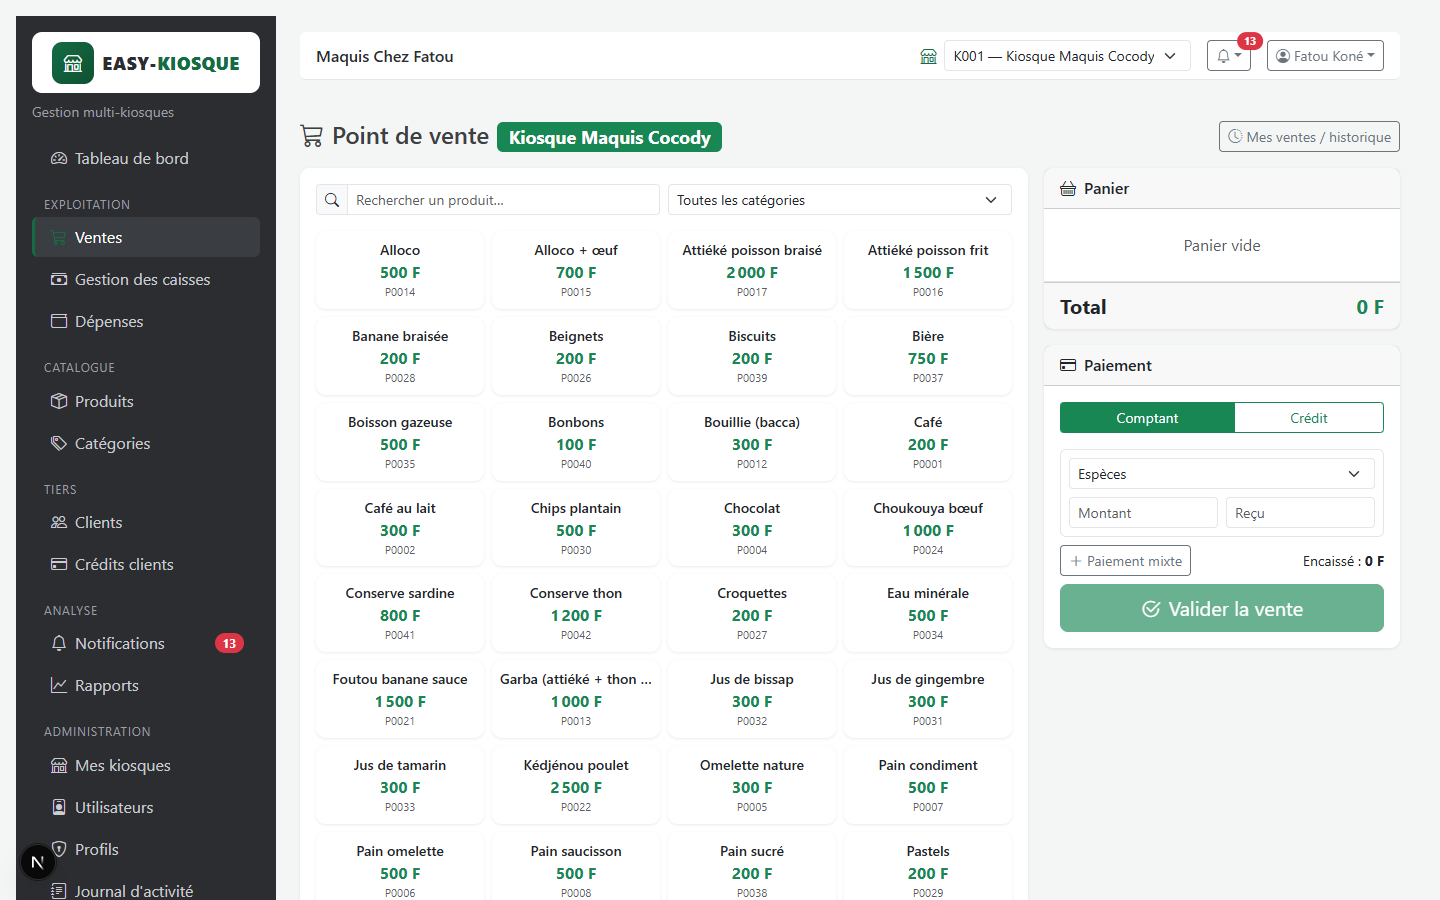 EASY-KIOSQUE
Gestion multi-kiosques
Tableau de bord
EXPLOITATION
Ventes
Gestion des caisses
Dépenses
CATALOGUE
Produits
Catégories
TIERS
Clients
Crédits clients
ANALYSE
Notifications 13
Rapports
ADMINISTRATION
Mes kiosques
Utilisateurs
N Profils
Journal d'activité
Maquis Chez Fatou
K001 — Kiosque Maquis Cocody
13
Fatou Koné
Point de vente Kiosque Maquis Cocody
Mes ventes / historique
Rechercher un produit...
Toutes les catégories
Alloco
500 F
P0014
Alloco + œuf
700 F
P0015
Attiéké poisson braisé
2 000 F
P0017
Attiéké poisson frit
1 500 F
P0016
Banane braisée
200 F
P0028
Beignets
200 F
P0026
Biscuits
200 F
P0039
Bière
750 F
P0037
Boisson gazeuse
500 F
P0035
Bonbons
100 F
P0040
Bouillie (bacca)
300 F
P0012
Café
200 F
P0001
Café au lait
300 F
P0002
Chips plantain
500 F
P0030
Chocolat
300 F
P0004
Choukouya bœuf
1 000 F
P0024
Conserve sardine
800 F
P0041
Conserve thon
1 200 F
P0042
Croquettes
200 F
P0027
Eau minérale
500 F
P0034
Foutou banane sauce
1 500 F
P0021
Garba (attiéké + thon ...
1 000 F
P0013
Jus de bissap
300 F
P0032
Jus de gingembre
300 F
P0031
Jus de tamarin
300 F
P0033
Kédjénou poulet
2 500 F
P0022
Omelette nature
300 F
P0005
Pain condiment
500 F
P0007
Pain omelette
500 F
P0006
Pain saucisson
500 F
P0008
Pain sucré
200 F
P0038
Pastels
200 F
P0029
Panier
Panier vide
Total 0 F
Paiement
Comptant Crédit
Espèces
Montant Reçu
Paiement mixte Encaissé : 0 F
Valider la vente